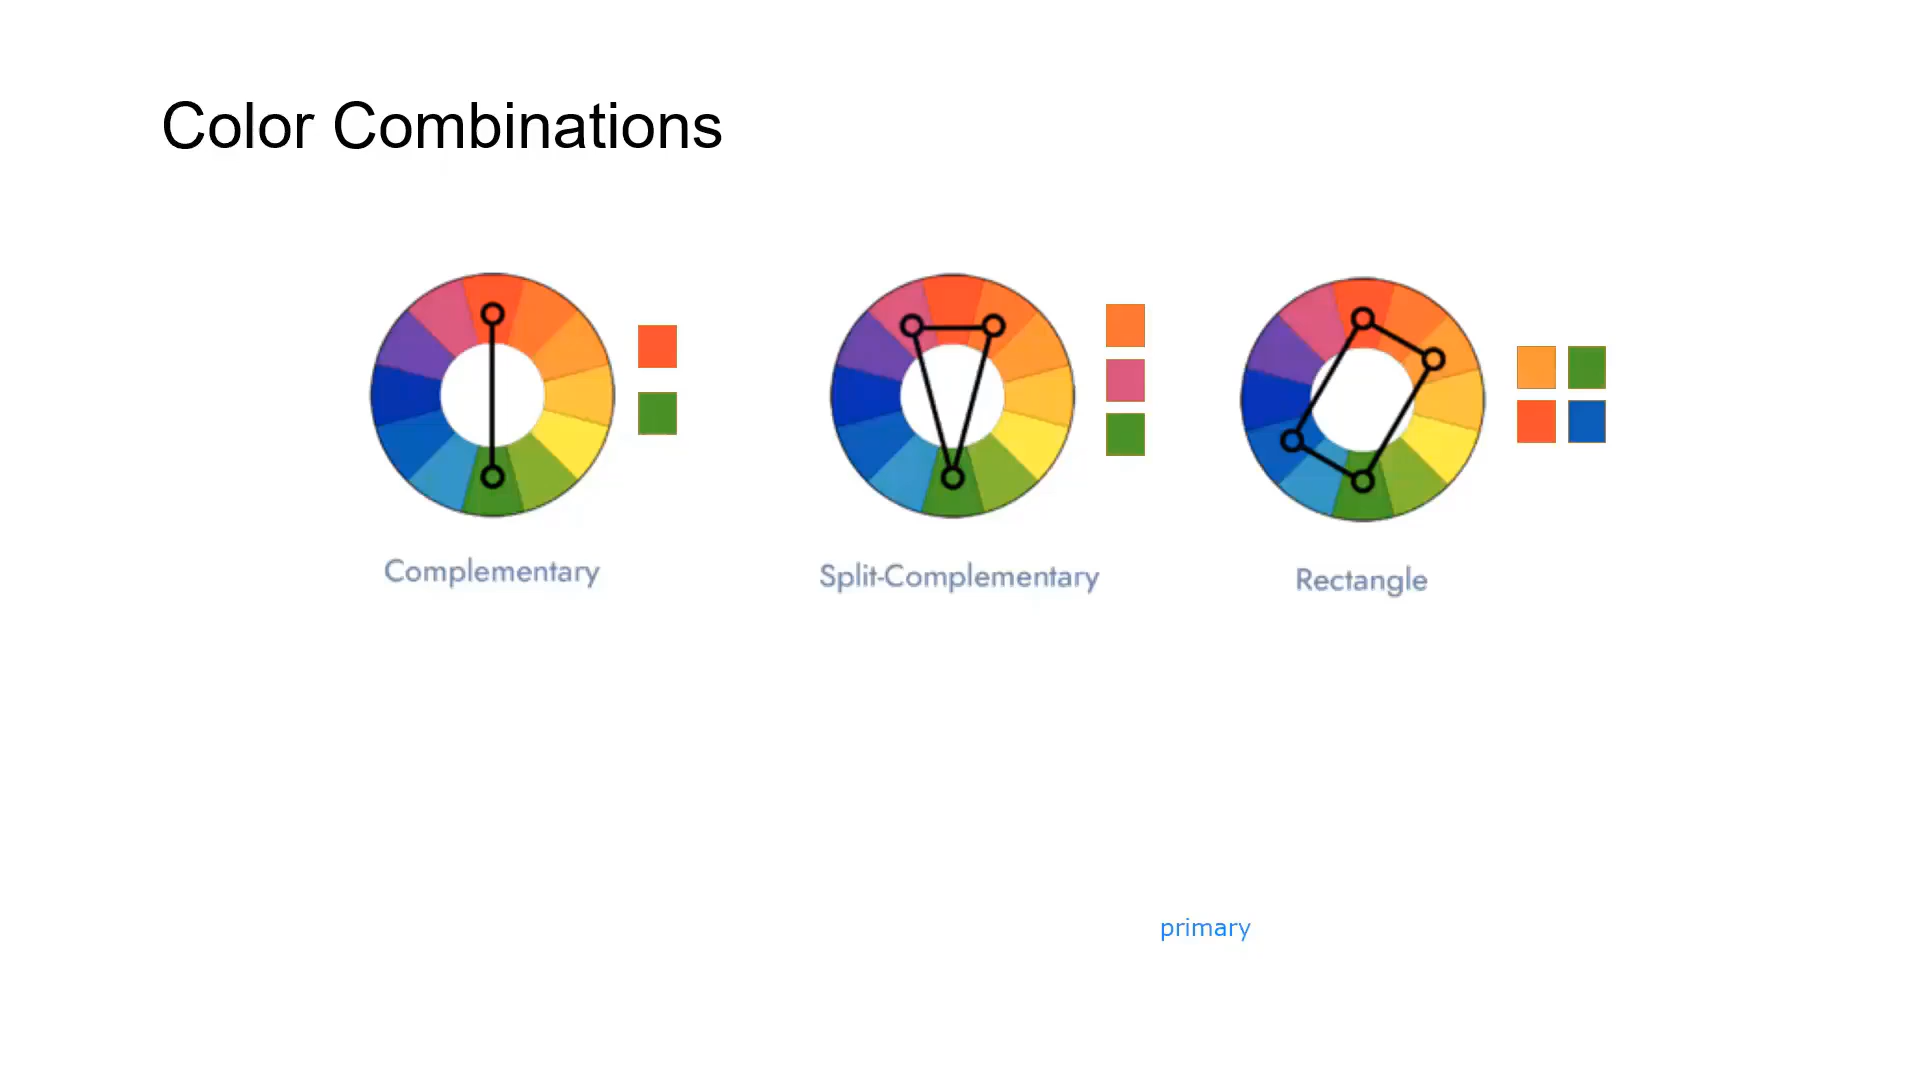 Color Combinations
Complementary
Split-Complementary
Rectangle
primary